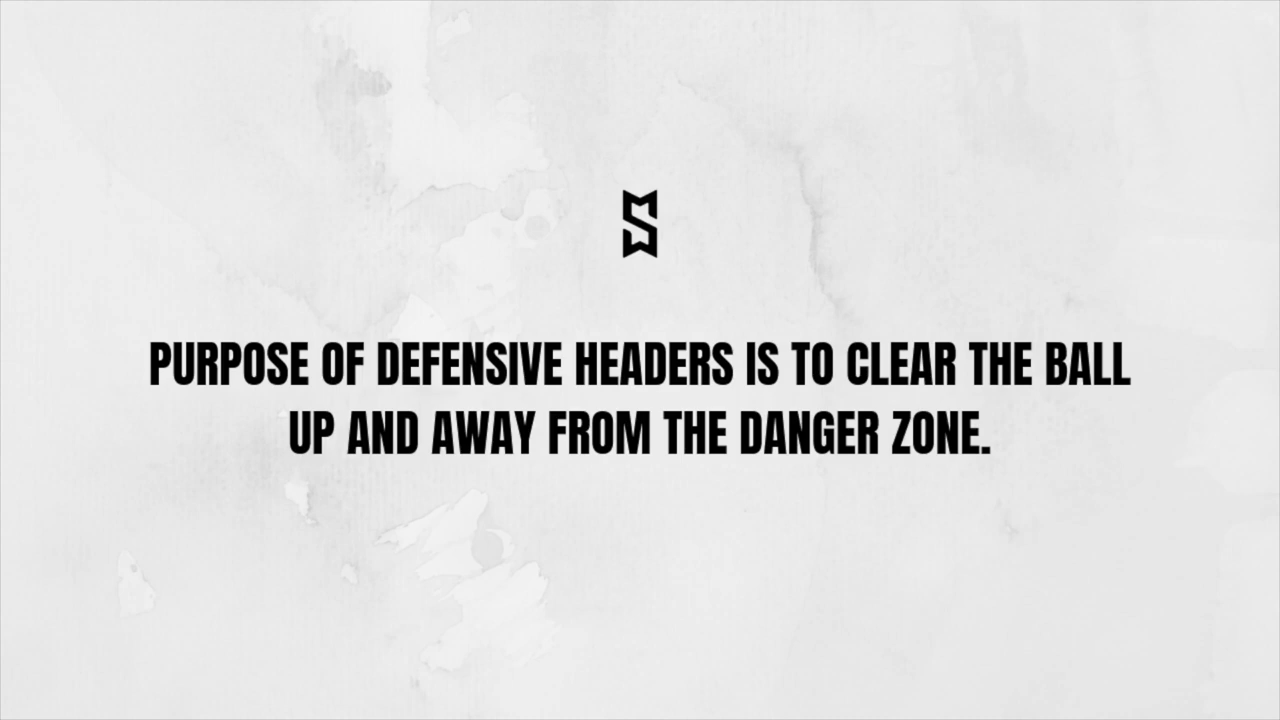 PURPOSE OF DEFENSIVE HEADERS IS TO CLEAR THE BALL
UP AND AWAY FROM THE DANGER ZONE.